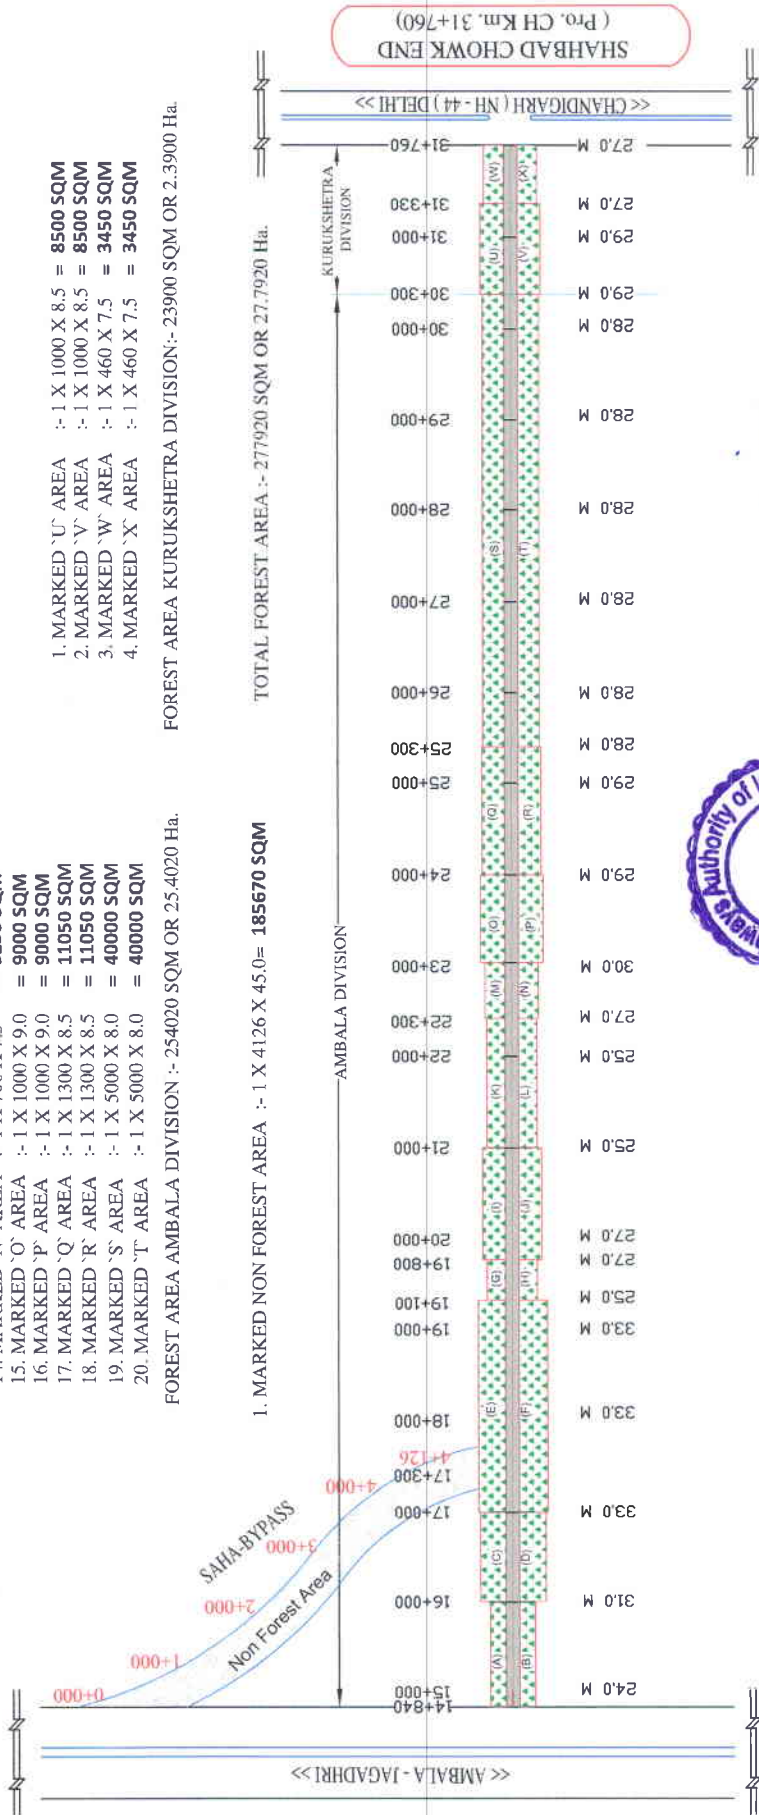 = 9000 SQM
15. MARKED `O` AREA :- 1 X 1000 X 9.0 = 9000 SQM
16. MARKED `P` AREA :- 1 X 1000 X 9.0 = 9000 SQM
17. MARKED `Q` AREA :- 1 X 1300 X 8.5 = 11050 SQM
18. MARKED `R` AREA :- 1 X 1300 X 8.5 = 11050 SQM
19. MARKED `S` AREA :- 1 X 5000 X 8.0 = 40000 SQM
20. MARKED `T` AREA :- 1 X 5000 X 8.0 = 40000 SQM
FOREST AREA AMBALA DIVISION :- 254020 SQM OR 25.4020 Ha.
1. MARKED `U` AREA :- 1 X 1000 X 8.5 = 8500 SQM
2. MARKED `V` AREA :- 1 X 1000 X 8.5 = 8500 SQM
3. MARKED `W` AREA :- 1 X 460 X 7.5 = 3450 SQM
4. MARKED `X` AREA :- 1 X 460 X 7.5 = 3450 SQM
FOREST AREA KURUKSHETRA DIVISION:- 23900 SQM OR 2.3900 Ha.
1. MARKED NON FOREST AREA :- 1 X 4126 X 45.0= 185670 SQM
TOTAL FOREST AREA :- 277920 SQM OR 27.7920 Ha.
SHAHBAD CHOWK END
( Pro. CH Km. 31+760)
<< CHANDIGARH ( NH - 44 ) DELHI >>
KURUKSHETRA
DIVISION
AMBALA DIVISION
31+760
31+330
31+000
30+300
30+000
29+000
28+000
27+000
26+000
25+300
25+000
24+000
23+000
22+300
22+000
21+000
20+000
19+800
19+100
19+000
18+000
17+300
17+000
16+000
15+000
14+840
(W)
(X)
(U)
(V)
(S)
(T)
(Q)
(R)
(O)
(P)
(M)
(N)
(K)
(L)
(I)
(J)
(G)
(H)
(E)
(F)
(C)
(D)
(A)
(B)
27.0 M
27.0 M
29.0 M
29.0 M
28.0 M
28.0 M
28.0 M
28.0 M
28.0 M
28.0 M
29.0 M
29.0 M
30.0 M
27.0 M
25.0 M
25.0 M
27.0 M
27.0 M
25.0 M
33.0 M
33.0 M
33.0 M
31.0 M
24.0 M
SAHA-BYPASS
Non Forest Area
0+000
1+000
2+000
3+000
4+000
4+126
<< AMBALA - JAGADHRI >>
Authority of